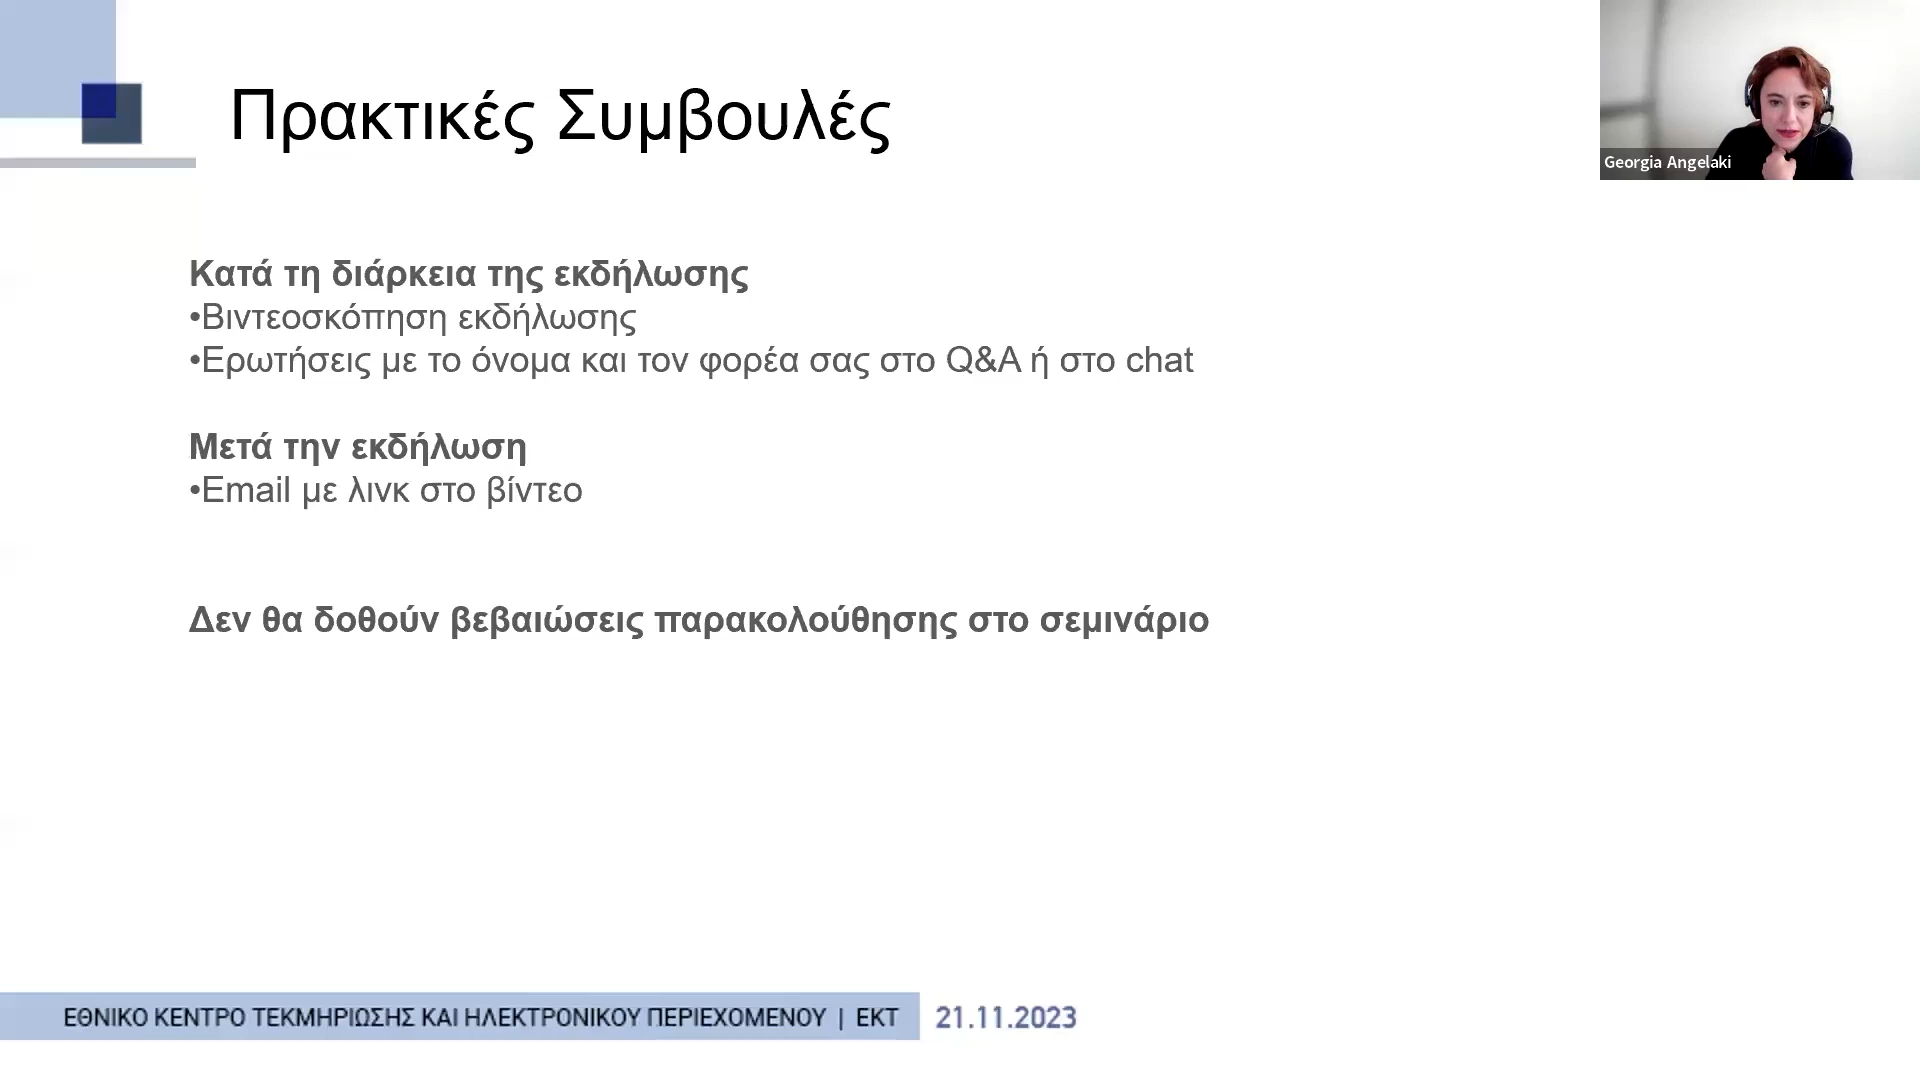 Πρακτικές Συμβουλές
Georgia Angelaki
Κατά τη διάρκεια της εκδήλωσης
•Βιντεοσκόπηση εκδήλωσης
•Ερωτήσεις με το όνομα και τον φορέα σας στο Q&A ή στο chat
Μετά την εκδήλωση
•Email με λινκ στο βίντεο
Δεν θα δοθούν βεβαιώσεις παρακολούθησης στο σεμινάριο
ΕΘΝΙΚΟ ΚΕΝΤΡΟ ΤΕΚΜΗΡΙΩΣΗΣ ΚΑΙ ΗΛΕΚΤΡΟΝΙΚΟΥ ΠΕΡΙΕΧΟΜΕΝΟΥ | ΕΚΤ 21.11.2023